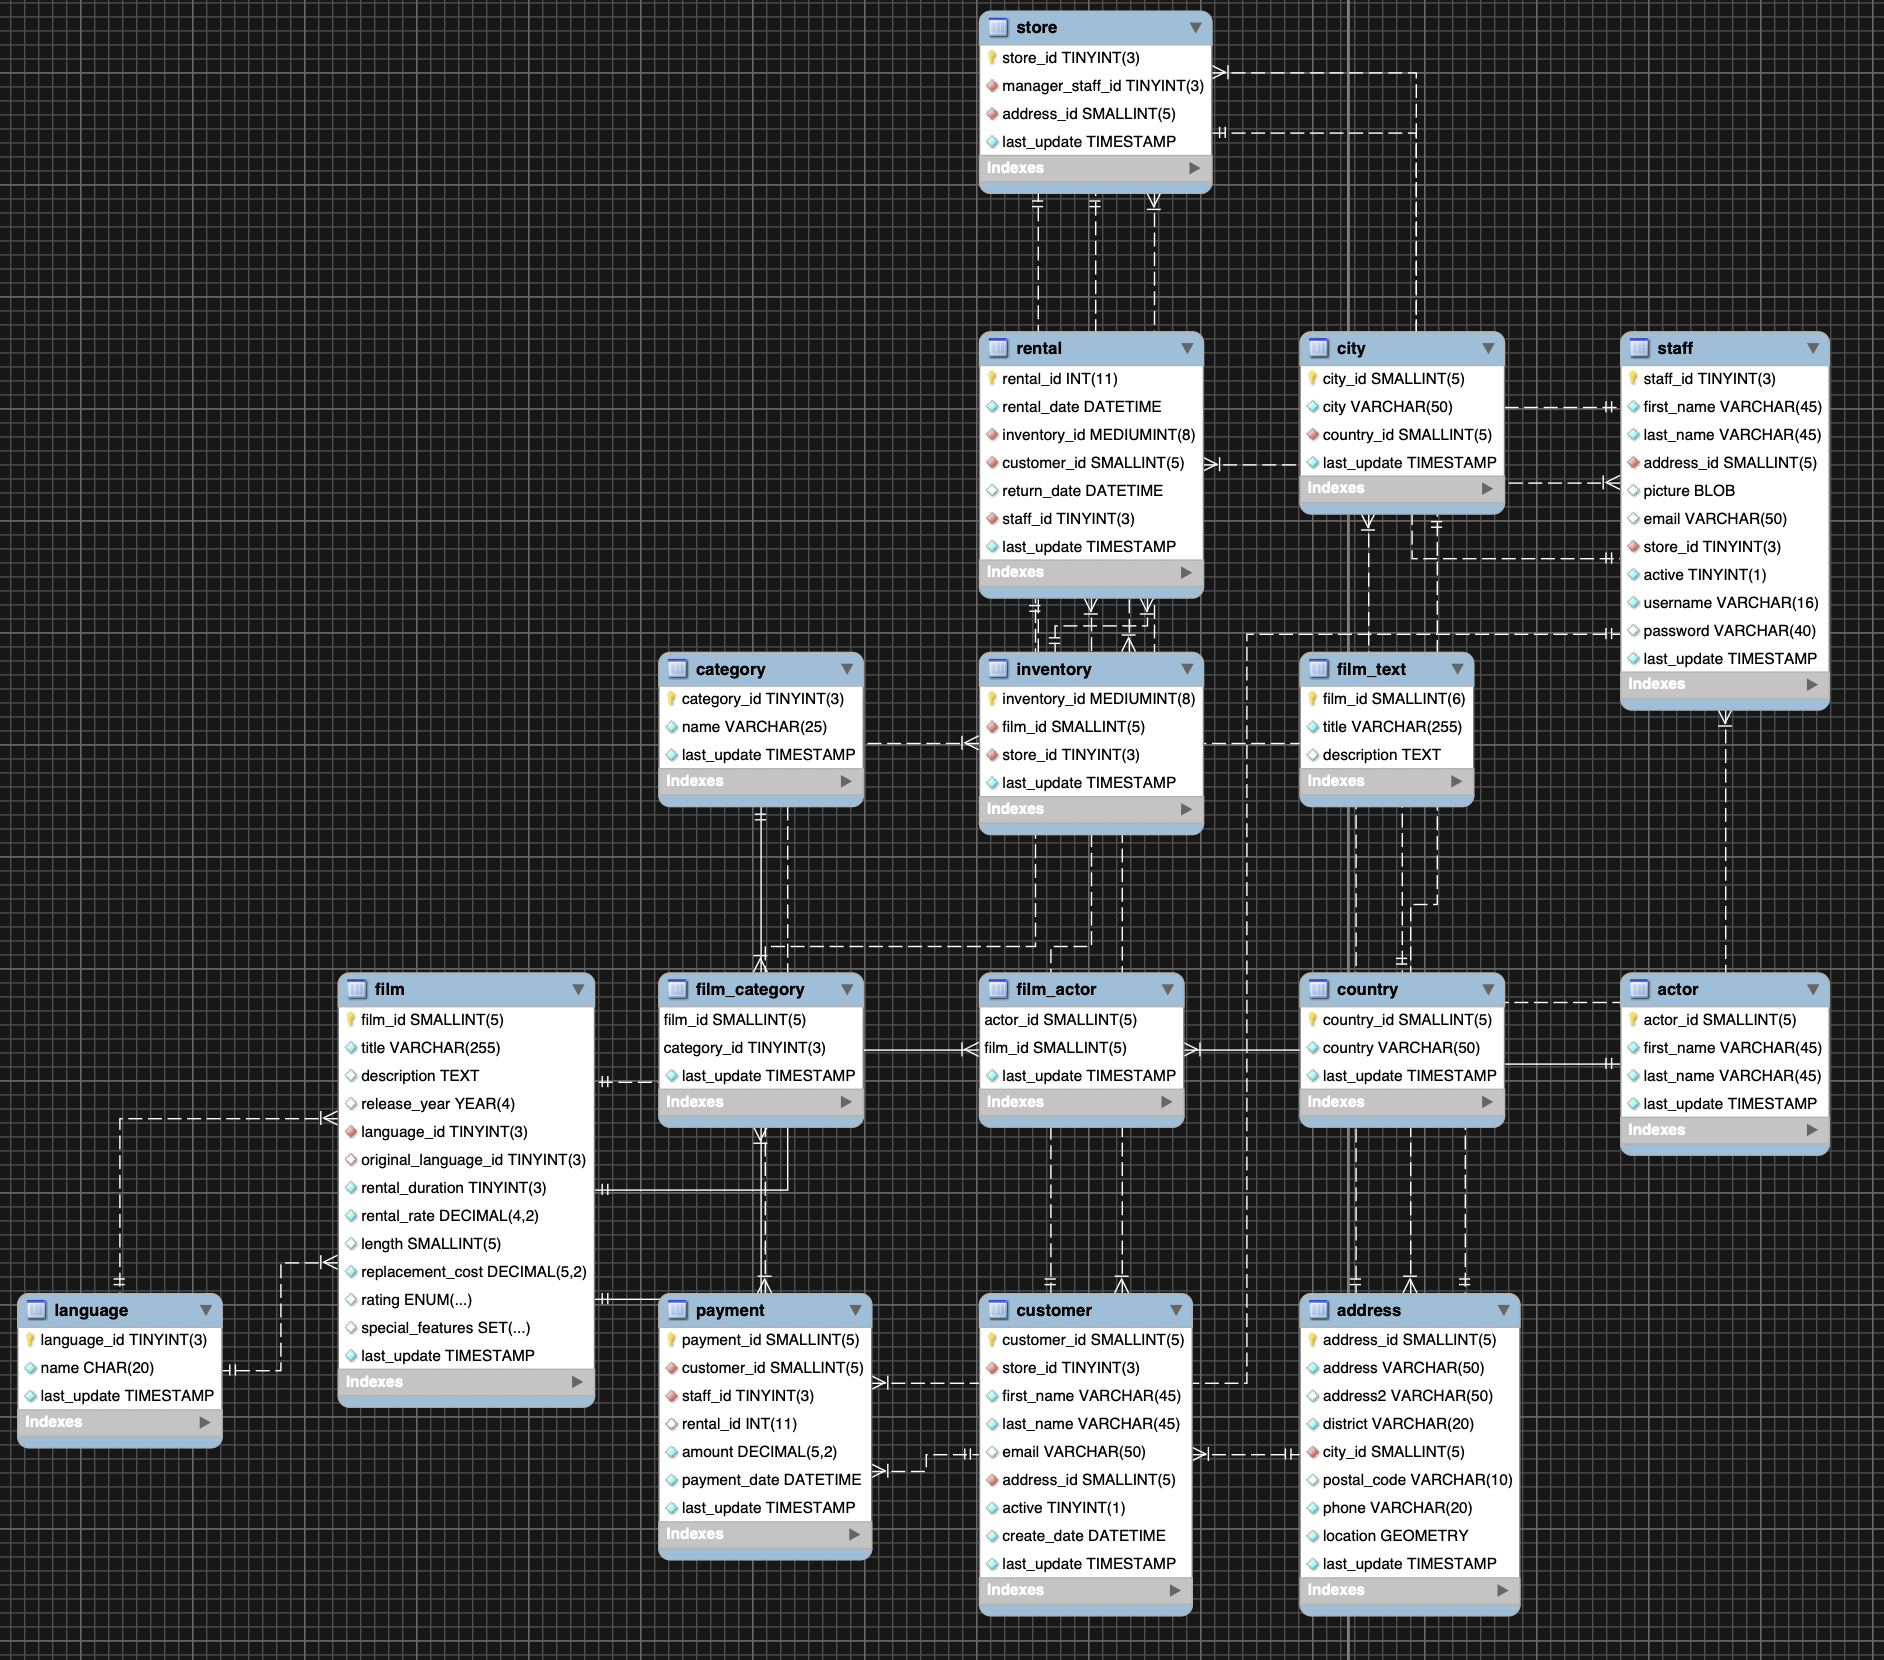 store
store_id TINYINT(3)
manager_staff_id TINYINT(3)
address_id SMALLINT(5)
last_update TIMESTAMP
Indexes
rental
rental_id INT(11)
rental_date DATETIME
inventory_id MEDIUMINT(8)
customer_id SMALLINT(5)
return_date DATETIME
staff_id TINYINT(3)
last_update TIMESTAMP
Indexes
city
city_id SMALLINT(5)
city VARCHAR(50)
country_id SMALLINT(5)
last_update TIMESTAMP
Indexes
staff
staff_id TINYINT(3)
first_name VARCHAR(45)
last_name VARCHAR(45)
address_id SMALLINT(5)
picture BLOB
email VARCHAR(50)
store_id TINYINT(3)
active TINYINT(1)
username VARCHAR(16)
password VARCHAR(40)
last_update TIMESTAMP
Indexes
category
category_id TINYINT(3)
name VARCHAR(25)
last_update TIMESTAMP
Indexes
inventory
inventory_id MEDIUMINT(8)
film_id SMALLINT(5)
store_id TINYINT(3)
last_update TIMESTAMP
Indexes
film_text
film_id SMALLINT(6)
title VARCHAR(255)
description TEXT
Indexes
film
film_id SMALLINT(5)
title VARCHAR(255)
description TEXT
release_year YEAR(4)
language_id TINYINT(3)
original_language_id TINYINT(3)
rental_duration TINYINT(3)
rental_rate DECIMAL(4,2)
length SMALLINT(5)
replacement_cost DECIMAL(5,2)
rating ENUM(...)
special_features SET(...)
last_update TIMESTAMP
Indexes
film_category
film_id SMALLINT(5)
category_id TINYINT(3)
last_update TIMESTAMP
Indexes
film_actor
actor_id SMALLINT(5)
film_id SMALLINT(5)
last_update TIMESTAMP
Indexes
country
country_id SMALLINT(5)
country VARCHAR(50)
last_update TIMESTAMP
Indexes
actor
actor_id SMALLINT(5)
first_name VARCHAR(45)
last_name VARCHAR(45)
last_update TIMESTAMP
Indexes
language
language_id TINYINT(3)
name CHAR(20)
last_update TIMESTAMP
Indexes
payment
payment_id SMALLINT(5)
customer_id SMALLINT(5)
staff_id TINYINT(3)
rental_id INT(11)
amount DECIMAL(5,2)
payment_date DATETIME
last_update TIMESTAMP
Indexes
customer
customer_id SMALLINT(5)
store_id TINYINT(3)
first_name VARCHAR(45)
last_name VARCHAR(45)
email VARCHAR(50)
address_id SMALLINT(5)
active TINYINT(1)
create_date DATETIME
last_update TIMESTAMP
Indexes
address
address_id SMALLINT(5)
address VARCHAR(50)
address2 VARCHAR(50)
district VARCHAR(20)
city_id SMALLINT(5)
postal_code VARCHAR(10)
phone VARCHAR(20)
location GEOMETRY
last_update TIMESTAMP
Indexes